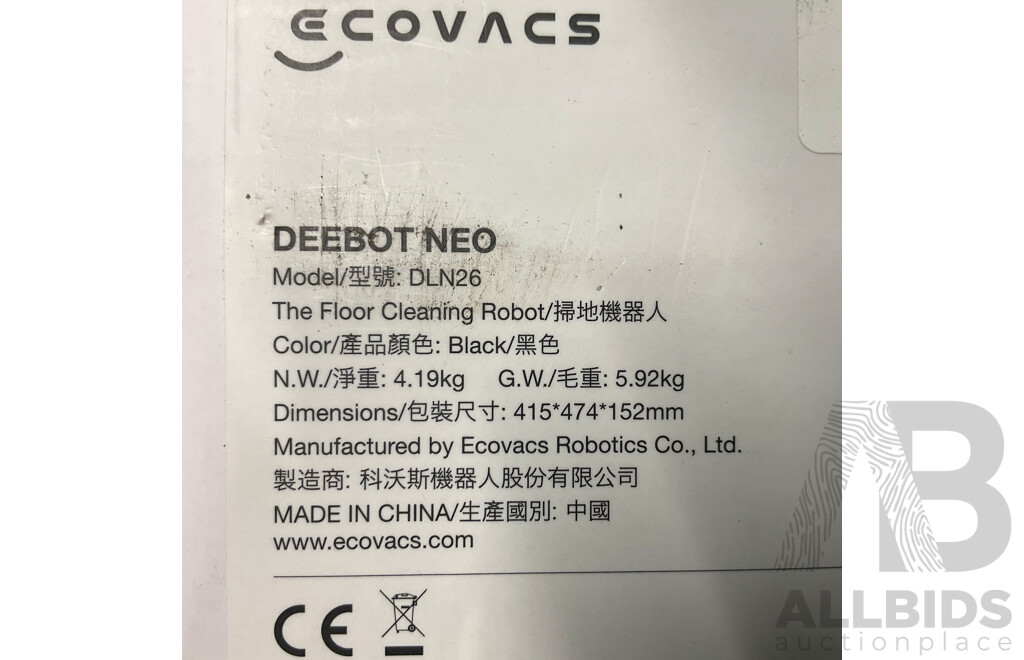 ECOVACS
DEEBOT NEO
Model/型號: DLN26
The Floor Cleaning Robot/掃地機器人
Color/產品顏色: Black/黑色
N.W./淨重: 4.19kg G.W./毛重: 5.92kg
Dimensions/包裝尺寸: 415*474*152mm
Manufactured by Ecovacs Robotics Co., Ltd.
製造商: 科沃斯機器人股份有限公司
MADE IN CHINA/生產國別: 中國
www.ecovacs.com
CE
AB
ALLBIDS
auctionplace